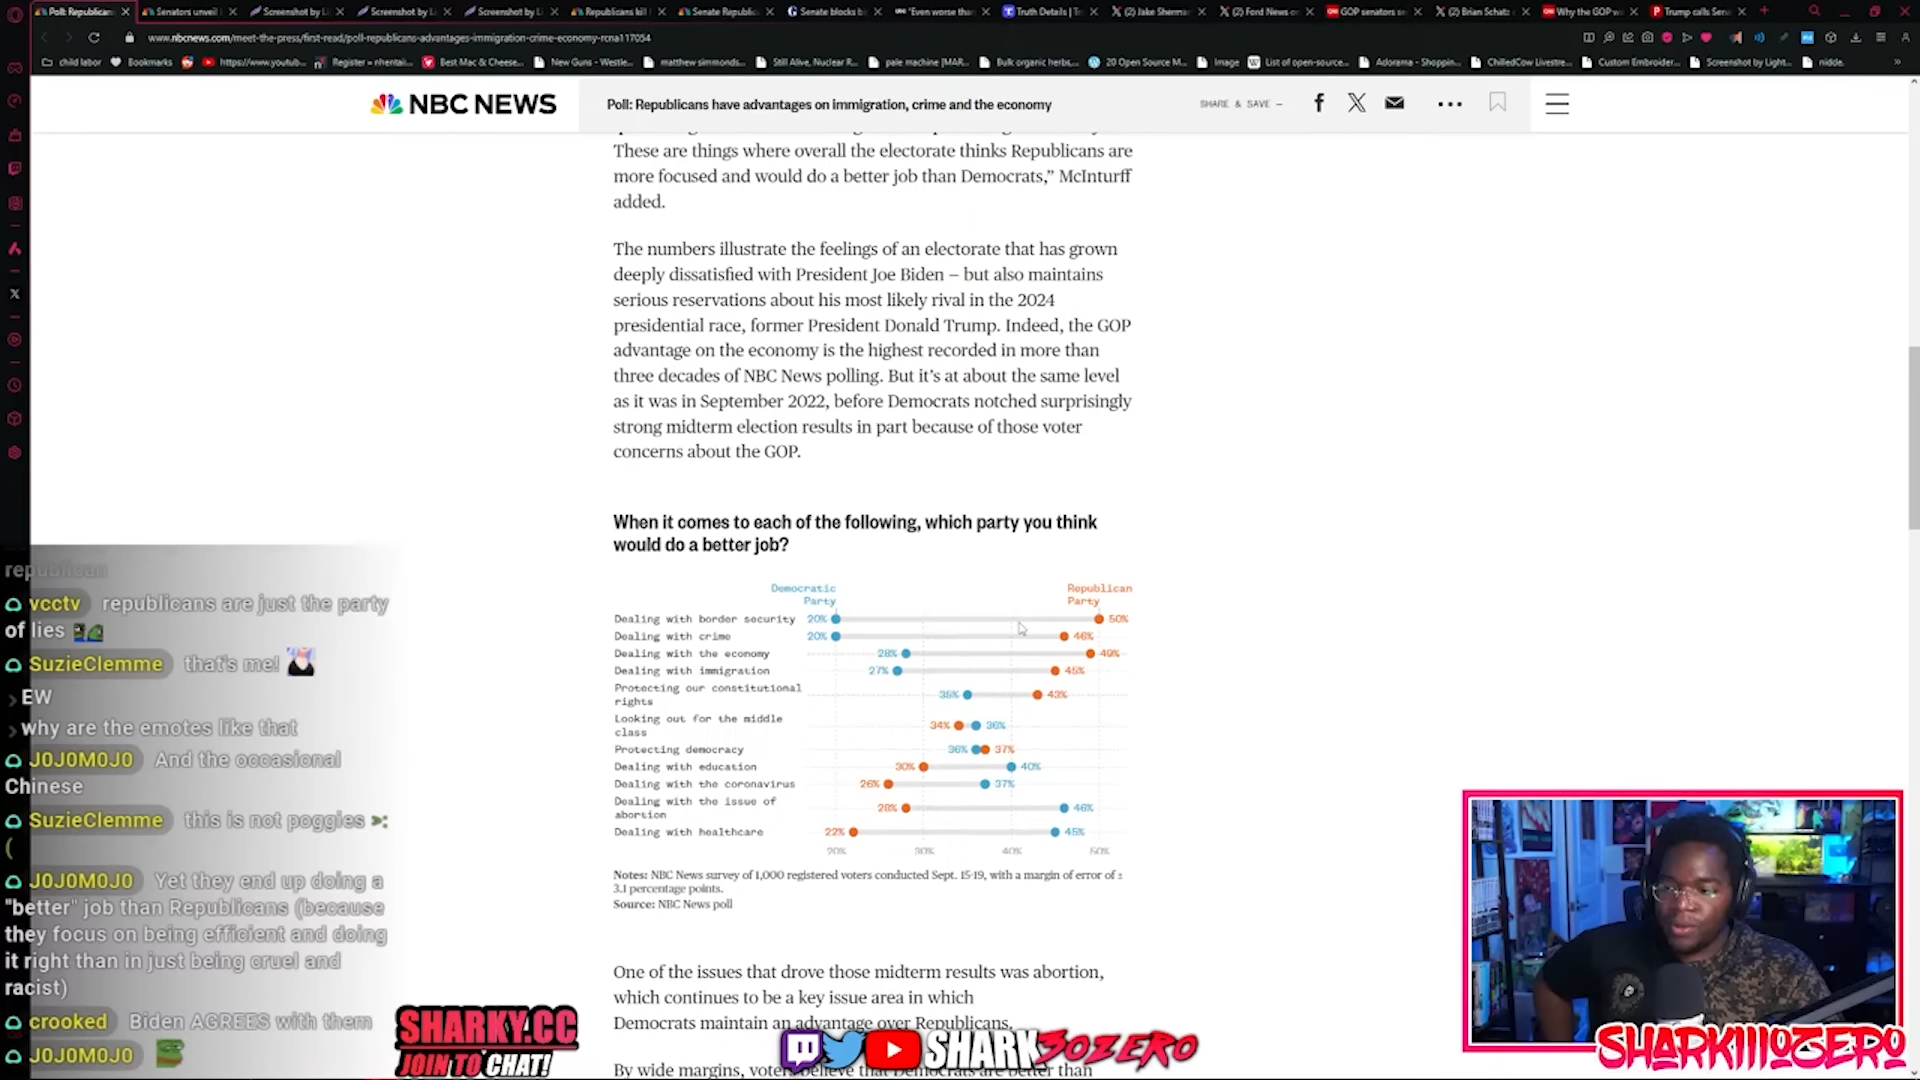 Poll: Republican
Senators unveil
Screenshot by Li
Screenshot by Li
Screenshot by Li
Republicans kill
Senate Republic
Senate blocks b
"Even worse tha
Truth Details | T
(2) Jake Sherma
(2) Ford News o
GOP senators s
(2) Brian Schatz
Why the GOP w
Trump calls Sen
www.nbcnews.com/meet-the-press/first-read/poll-republicans-advantages-immigration-crime-economy-rcna117054
child labor
Bookmarks
https://www.youtub...
Register » nhentai...
Best Mac & Cheese...
New Guns - Westle...
matthew simmonds...
Still Alive, Nuclear R...
pale machine [MAR...
Bulk organic herbs,...
20 Open Source M...
Image
List of open-source...
Adorama - Shoppin...
ChilledCow Livestre...
Custom Embroider...
Screenshot by Light...
nidde.
NBC NEWS
Poll: Republicans have advantages on immigration, crime and the economy
SHARE & SAVE —
These are things where overall the electorate thinks Republicans are
more focused and would do a better job than Democrats,” McInturff
added.
The numbers illustrate the feelings of an electorate that has grown
deeply dissatisfied with President Joe Biden — but also maintains
serious reservations about his most likely rival in the 2024
presidential race, former President Donald Trump. Indeed, the GOP
advantage on the economy is the highest recorded in more than
three decades of NBC News polling. But it’s at about the same level
as it was in September 2022, before Democrats notched surprisingly
strong midterm election results in part because of those voter
concerns about the GOP.
When it comes to each of the following, which party you think
would do a better job?
Democratic
Party
Republican
Party
Dealing with border security 20% 50%
Dealing with crime 20% 46%
Dealing with the economy 28% 49%
Dealing with immigration 27% 45%
Protecting our constitutional
rights 35% 43%
Looking out for the middle
class 34% 36%
Protecting democracy 36% 37%
Dealing with education 30% 40%
Dealing with the coronavirus 26% 37%
Dealing with the issue of
abortion 28% 46%
Dealing with healthcare 22% 45%
20% 30% 40% 50%
Notes: NBC News survey of 1,000 registered voters conducted Sept. 15-19, with a margin of error of ±
3.1 percentage points.
Source: NBC News poll
One of the issues that drove those midterm results was abortion,
which continues to be a key issue area in which
Democrats maintain an advantage over Republicans.
By wide margins, voters believe that Democrats are better than
republican
vcctv republicans are just the party
of lies
SuzieClemme that's me!
EW
why are the emotes like that
J0J0M0J0 And the occasional
Chinese
SuzieClemme this is not poggies
(
J0J0M0J0 Yet they end up doing a
"better" job than Republicans (because
they focus on being efficient and doing
it right than in just being cruel and
racist)
crooked Biden AGREES with them
J0J0M0J0
SHARKY.CC
JOIN TO CHAT!
SHARK3OZERO
SHARKIIIOZERO